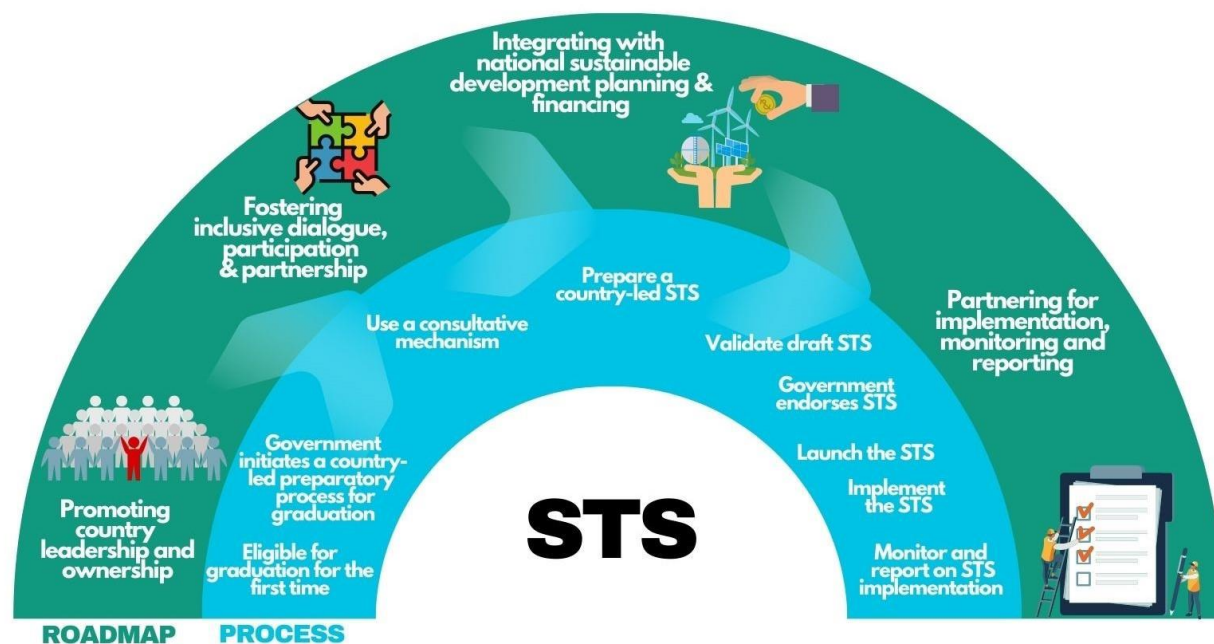 Integrating with
national sustainable
development planning &
financing
Fostering
inclusive dialogue,
participation
& partnership
Partnering for
implementation,
monitoring and
reporting
Promoting
country
leadership and
ownership
Eligible for
graduation for the
first time
Government
initiates a country-
led preparatory
process for
graduation
Use a consultative
mechanism
Prepare a
country-led STS
Validate draft STS
Government
endorses STS
Launch the STS
Implement
the STS
Monitor and
report on STS
implementation
STS
ROADMAP
PROCESS